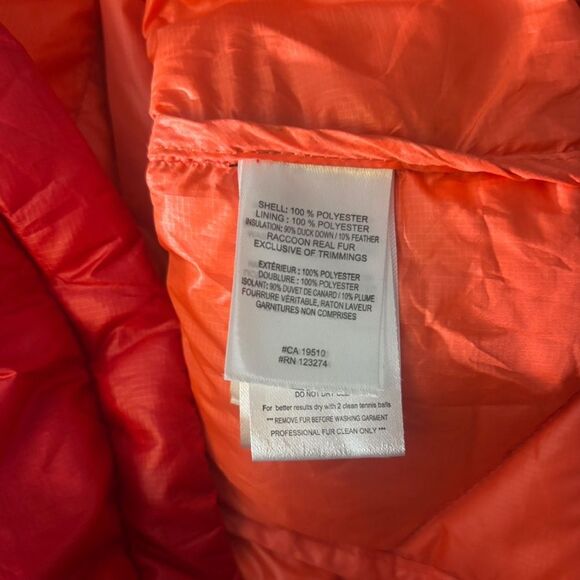 SHELL: 100 % POLYESTER
LINING : 100 % POLYESTER
INSULATION: 90% DUCK DOWN / 10% FEATHER
RACCOON REAL FUR
EXCLUSIVE OF TRIMMINGS
EXTÉRIEUR : 100% POLYESTER
DOUBLURE : 100% POLYESTER
ISOLANT: 90% DUVET DE CANARD / 10% PLUME
FOURRURE VÉRITABLE, RATON LAVEUR
GARNITURES NON COMPRISES
#CA 19510
#RN 123274
DO NOT DRY
For better results dry with 2 clean tennis balls
*** REMOVE FUR BEFORE WASHING GARMENT
PROFESSIONAL FUR CLEAN ONLY ***